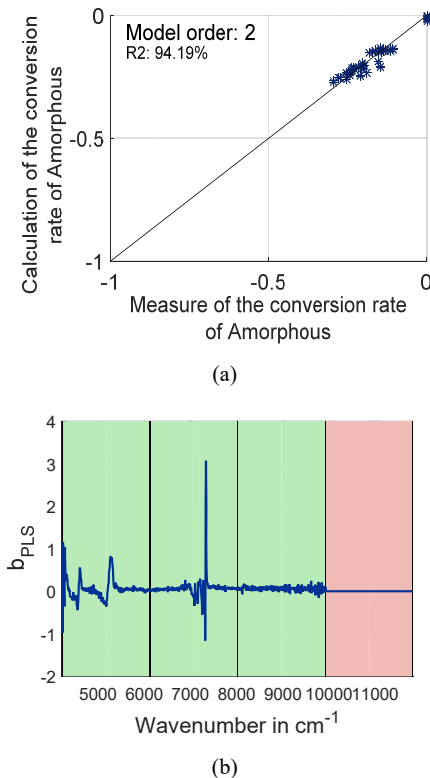 0
Model order: 2
R2: 94.19%
-0.5
-1
Calculation of the conversion
rate of Amorphous
-1
-0.5
0
Measure of the conversion rate
of Amorphous
(a)
4
3
2
1
0
-1
-2
bPLS
5000 6000 7000 8000 9000 10000 11000
Wavenumber in cm-1
(b)